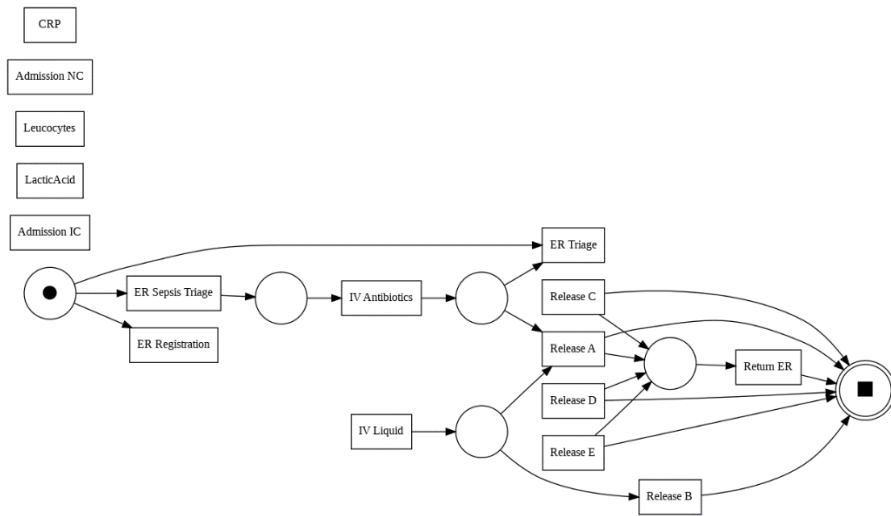 CRP
Admission NC
Leucocytes
LacticAcid
Admission IC
ER Triage
ER Sepsis Triage
IV Antibiotics
Release C
ER Registration
Release A
Return ER
Release D
IV Liquid
Release E
Release B